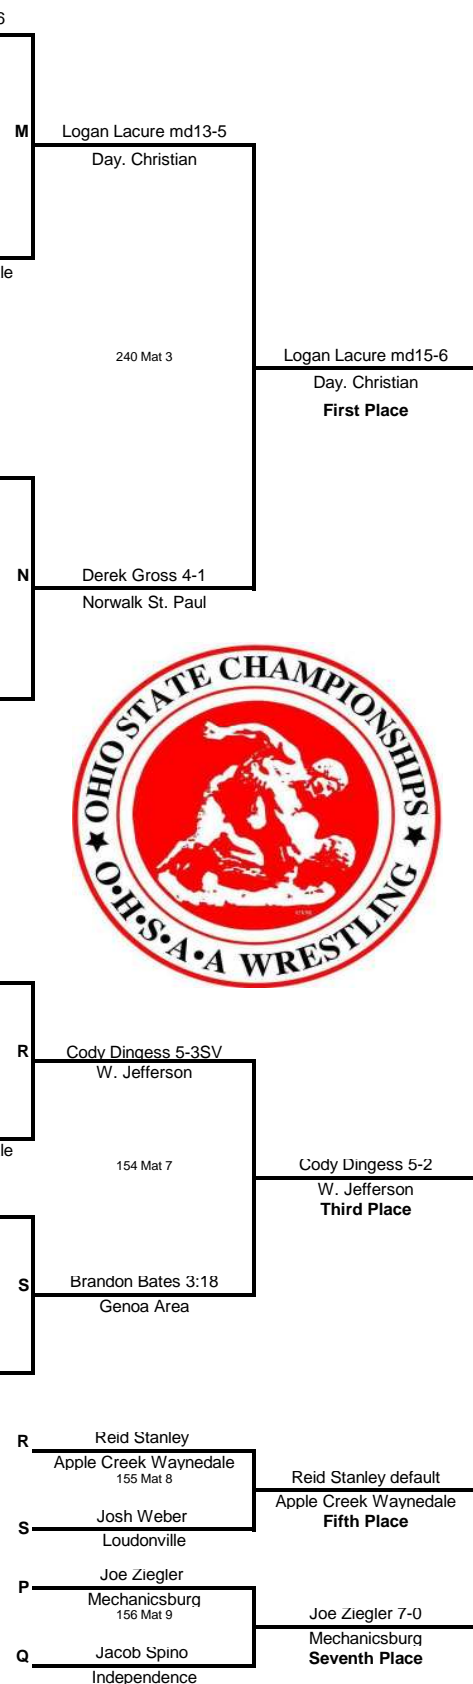 6
M
Logan Lacure md13-5
Day. Christian
le
240 Mat 3
Logan Lacure md15-6
Day. Christian
First Place
N
Derek Gross 4-1
Norwalk St. Paul
★ OHIO STATE CHAMPIONSHIPS ★
O•H•S•A•A WRESTLING
R
Cody Dingess 5-3SV
W. Jefferson
le
154 Mat 7
Cody Dingess 5-2
W. Jefferson
Third Place
S
Brandon Bates 3:18
Genoa Area
R
Reid Stanley
Apple Creek Waynedale
155 Mat 8
Reid Stanley default
Apple Creek Waynedale
Fifth Place
S
Josh Weber
Loudonville
P
Joe Ziegler
Mechanicsburg
156 Mat 9
Joe Ziegler 7-0
Mechanicsburg
Seventh Place
Q
Jacob Spino
Independence